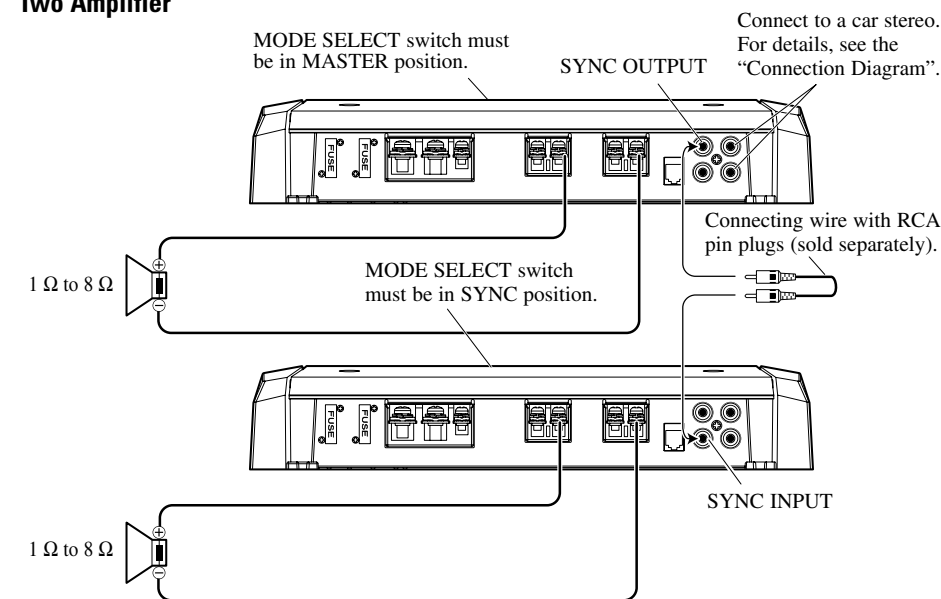 Two Amplifier
Connect to a car stereo.
For details, see the
“Connection Diagram”.
MODE SELECT switch must
be in MASTER position.
SYNC OUTPUT
FUSE
FUSE
Connecting wire with RCA
pin plugs (sold separately).
1 Ω to 8 Ω
⊕
⊖
MODE SELECT switch
must be in SYNC position.
FUSE
FUSE
SYNC INPUT
1 Ω to 8 Ω
⊕
⊖